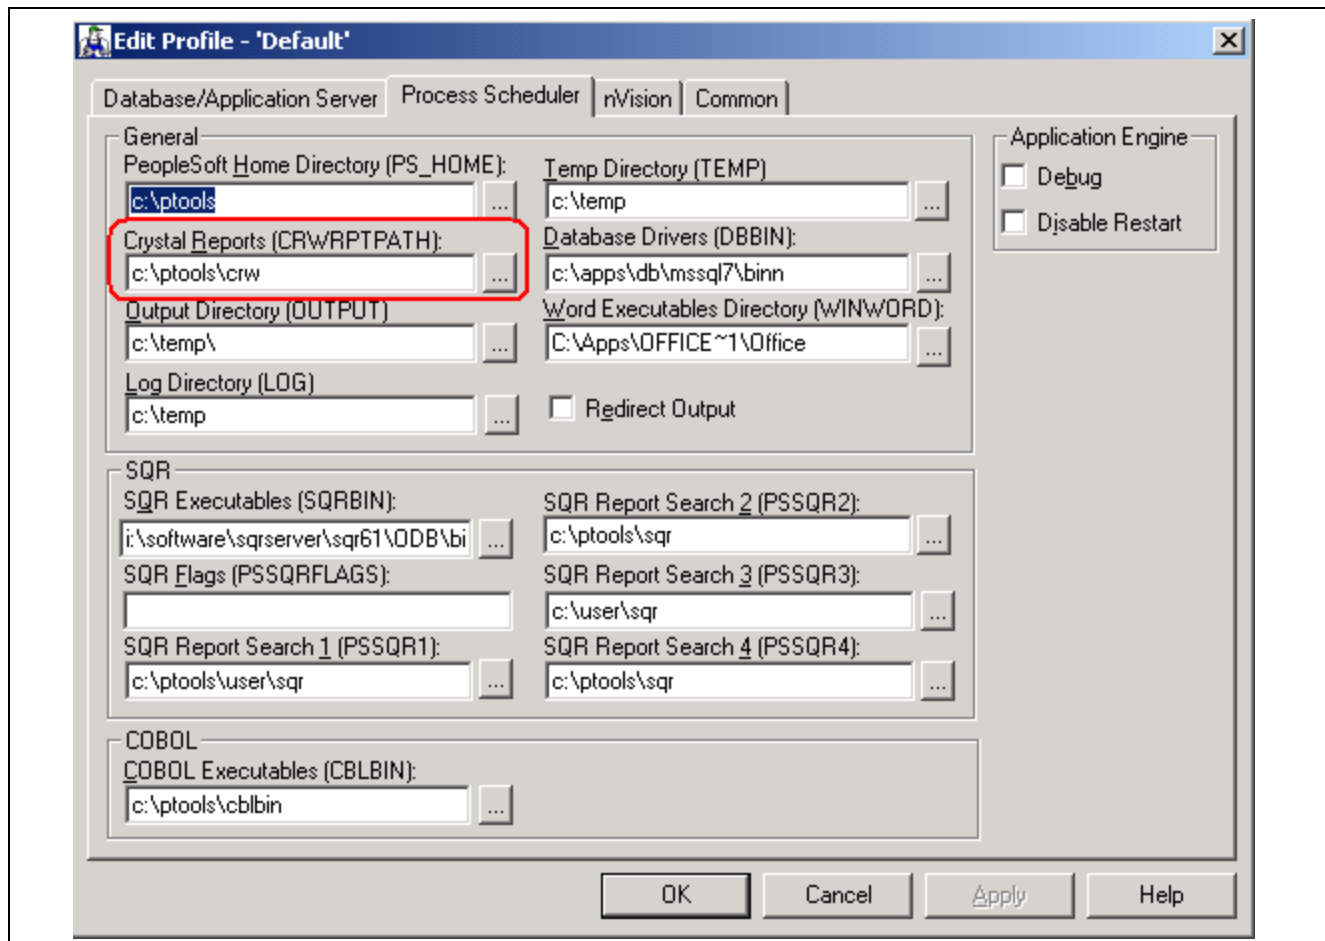 Edit Profile - 'Default'
Database/Application Server Process Scheduler nVision Common
General
PeopleSoft Home Directory (PS_HOME):
c:\ptools
...
Temp Directory (TEMP)
c:\temp
...
Crystal Reports (CRWRPTPATH):
c:\ptools\crw
...
Database Drivers (DBBIN):
c:\apps\db\mssql7\binn
...
Output Directory (OUTPUT)
c:\temp\
...
Word Executables Directory (WINWORD):
C:\Apps\OFFICE~1\Office
...
Log Directory (LOG)
c:\temp
...
Redirect Output
Application Engine
Debug
Disable Restart
SQR
SQR Executables (SQRBIN):
i:\software\sqrserver\sqr61\ODB\bi
...
SQR Report Search 2 (PSSQR2):
c:\ptools\sqr
...
SQR Flags (PSSQRFLAGS):
SQR Report Search 3 (PSSQR3):
c:\user\sqr
...
SQR Report Search 1 (PSSQR1):
c:\ptools\user\sqr
...
SQR Report Search 4 (PSSQR4):
c:\ptools\sqr
...
COBOL
COBOL Executables (CBLBIN):
c:\ptools\cblbin
...
OK Cancel Apply Help